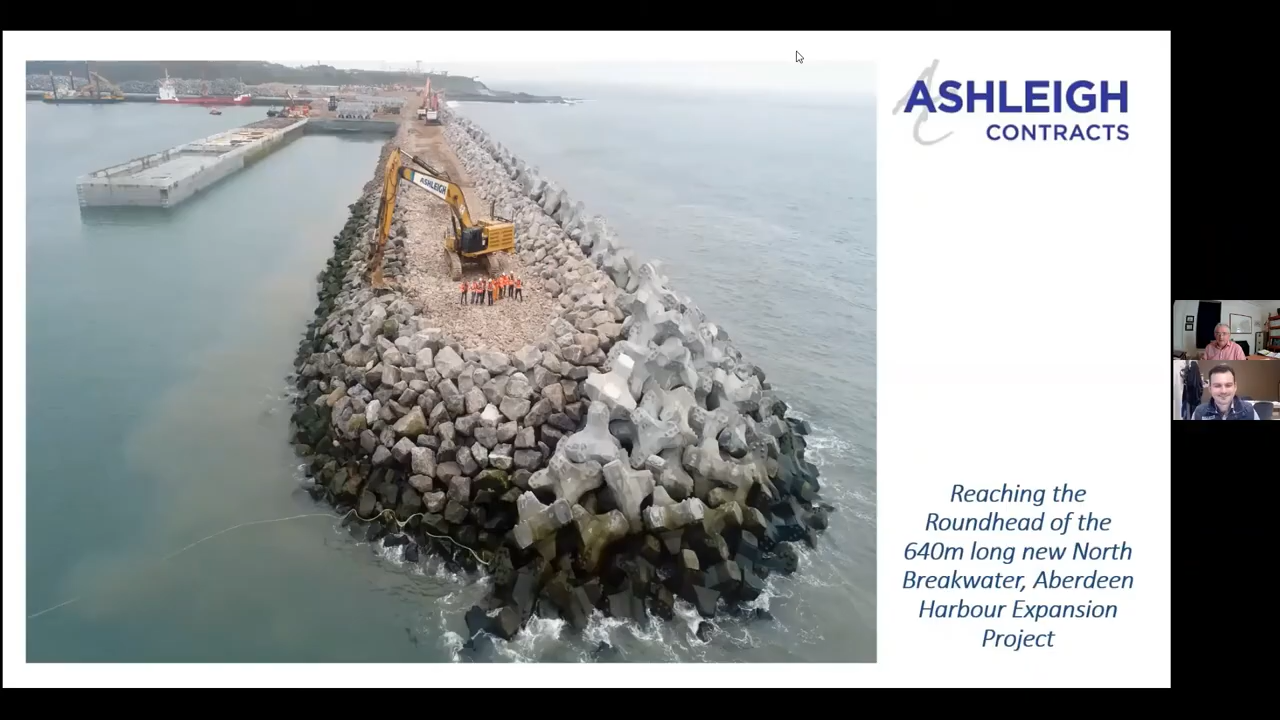 ASHLEIGH
CONTRACTS
ASHLEIGH
Reaching the
Roundhead of the
640m long new North
Breakwater, Aberdeen
Harbour Expansion
Project